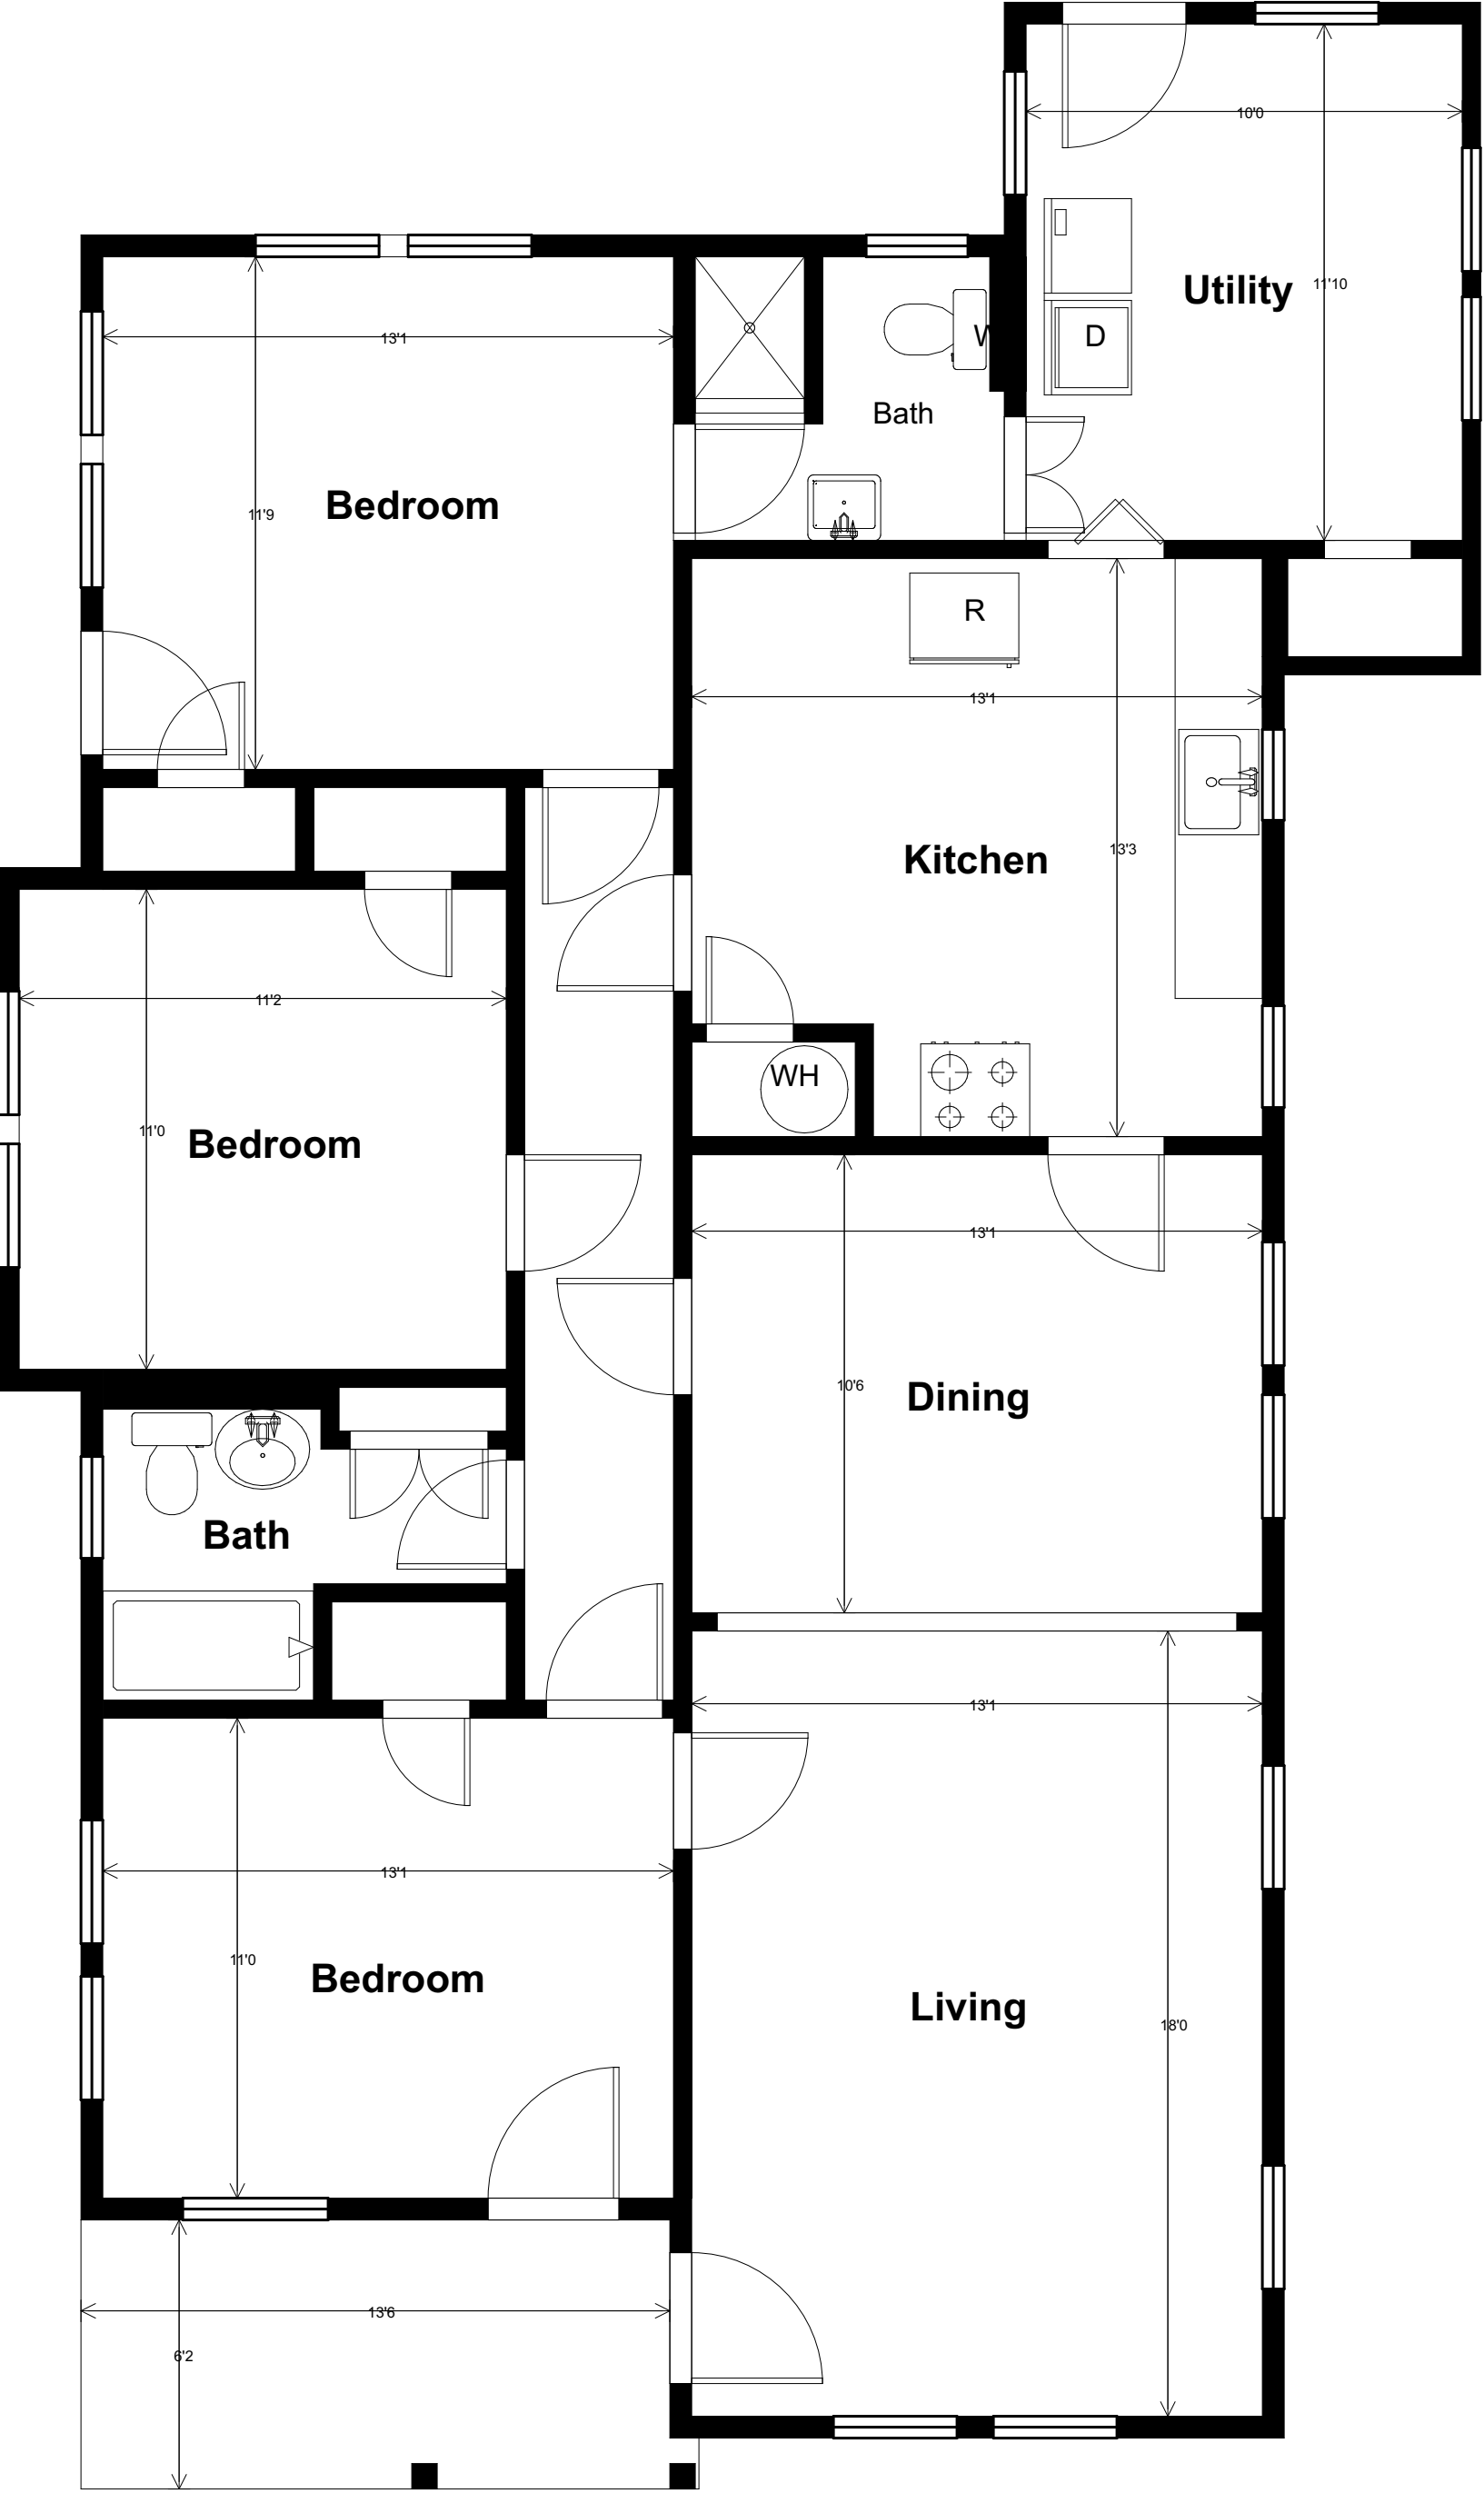 10'0
Utility
11'10
W
D
13'1
Bath
11'9
Bedroom
R
13'1
Kitchen
13'3
11'2
WH
11'0
Bedroom
13'1
10'6
Dining
Bath
13'1
13'1
11'0
Bedroom
Living
18'0
13'6
6'2